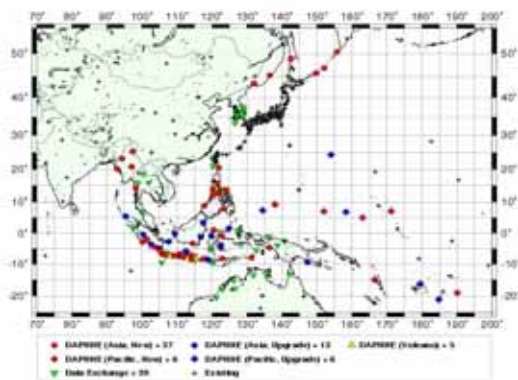 70° 80° 90° 100° 110° 120° 130° 140° 150° 160° 170° 180° 190° 200°
50°
40°
30°
20°
10°
0°
-10°
-20°
70° 80° 90° 100° 110° 120° 130° 140° 150° 160° 170° 180° 190° 200°
DAPHNE (Asia, New) = 37 DAPHNE (Asia, Upgrade) = 13 DAPHNE (Volcano) = 5
DAPHNE (Pacific, New) = 6 DAPHNE (Pacific, Upgrade) = 6
Data Exchange = Existing